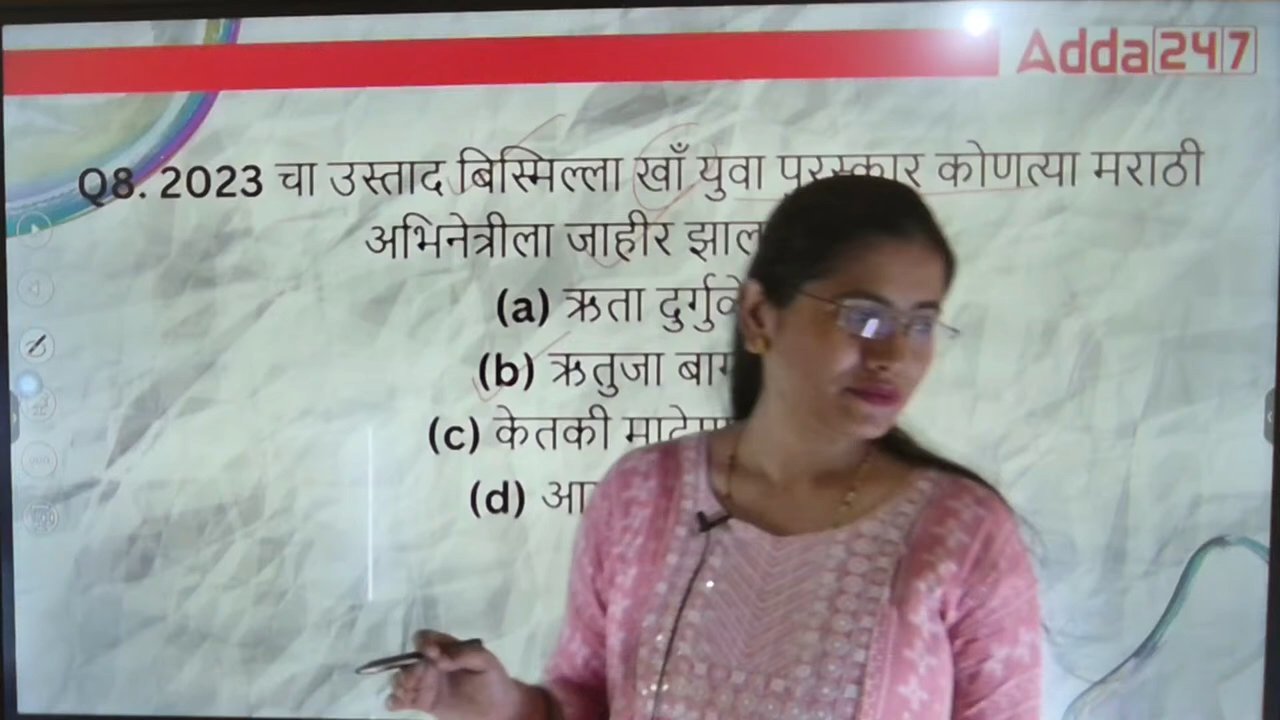 Adda247
Q8. 2023 चा उस्ताद बिस्मिल्ला खाँ युवा पुरस्कार कोणत्या मराठी
अभिनेत्रीला जाहीर
(a) ऋता
(b) ऋतुजा
(c) केतकी
(d)